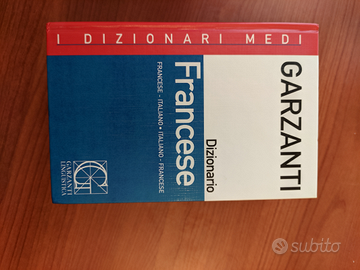 I DIZIONARI MEDI
GARZANTI
Dizionario
Francese
FRANCESE - ITALIANO • ITALIANO - FRANCESE
GARZANTI
LINGUISTICA
subito